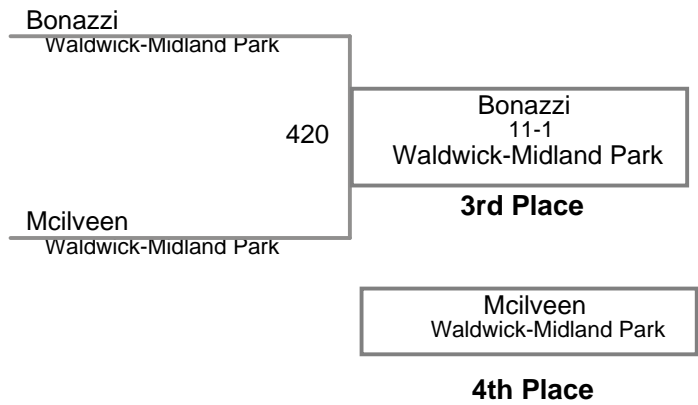 Bonazzi
Waldwick-Midland Park
420
Bonazzi
11-1
Waldwick-Midland Park
3rd Place
Mcilveen
Waldwick-Midland Park
Mcilveen
Waldwick-Midland Park
4th Place